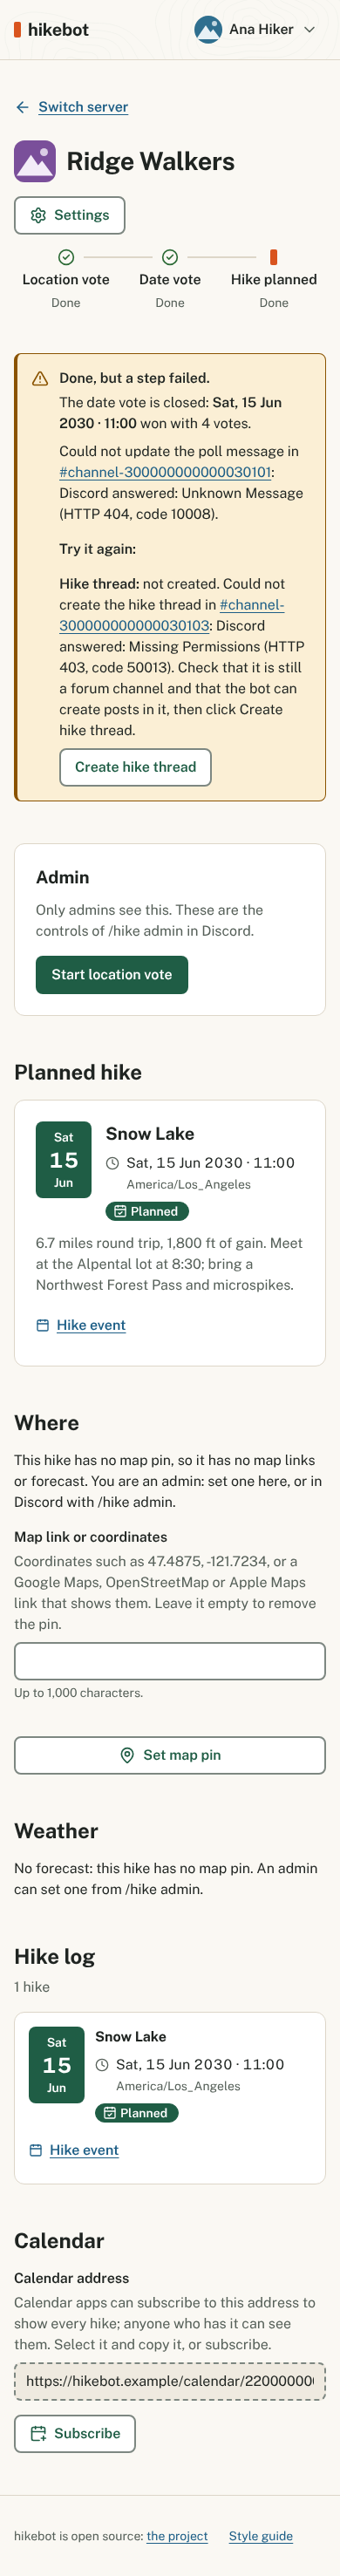 hikebot
Ana Hiker
Switch server
Ridge Walkers
Settings
Location vote
Done
Date vote
Done
Hike planned
Done
Done, but a step failed.
The date vote is closed: Sat, 15 Jun
2030 · 11:00 won with 4 votes.
Could not update the poll message in
#channel-300000000000030101:
Discord answered: Unknown Message
(HTTP 404, code 10008).
Try it again:
Hike thread: not created. Could not
create the hike thread in #channel-
300000000000030103: Discord
answered: Missing Permissions (HTTP
403, code 50013). Check that it is still
a forum channel and that the bot can
create posts in it, then click Create
hike thread.
Create hike thread
Admin
Only admins see this. These are the
controls of /hike admin in Discord.
Start location vote
Planned hike
Sat
15
Jun
Snow Lake
Sat, 15 Jun 2030 · 11:00
America/Los_Angeles
Planned
6.7 miles round trip, 1,800 ft of gain. Meet
at the Alpental lot at 8:30; bring a
Northwest Forest Pass and microspikes.
Hike event
Where
This hike has no map pin, so it has no map links
or forecast. You are an admin: set one here, or in
Discord with /hike admin.
Map link or coordinates
Coordinates such as 47.4875, -121.7234, or a
Google Maps, OpenStreetMap or Apple Maps
link that shows them. Leave it empty to remove
the pin.
Up to 1,000 characters.
Set map pin
Weather
No forecast: this hike has no map pin. An admin
can set one from /hike admin.
Hike log
1 hike
Sat
15
Jun
Snow Lake
Sat, 15 Jun 2030 · 11:00
America/Los_Angeles
Planned
Hike event
Calendar
Calendar address
Calendar apps can subscribe to this address to
show every hike; anyone who has it can see
them. Select it and copy it, or subscribe.
https://hikebot.example/calendar/22000000
Subscribe
hikebot is open source: the project
Style guide